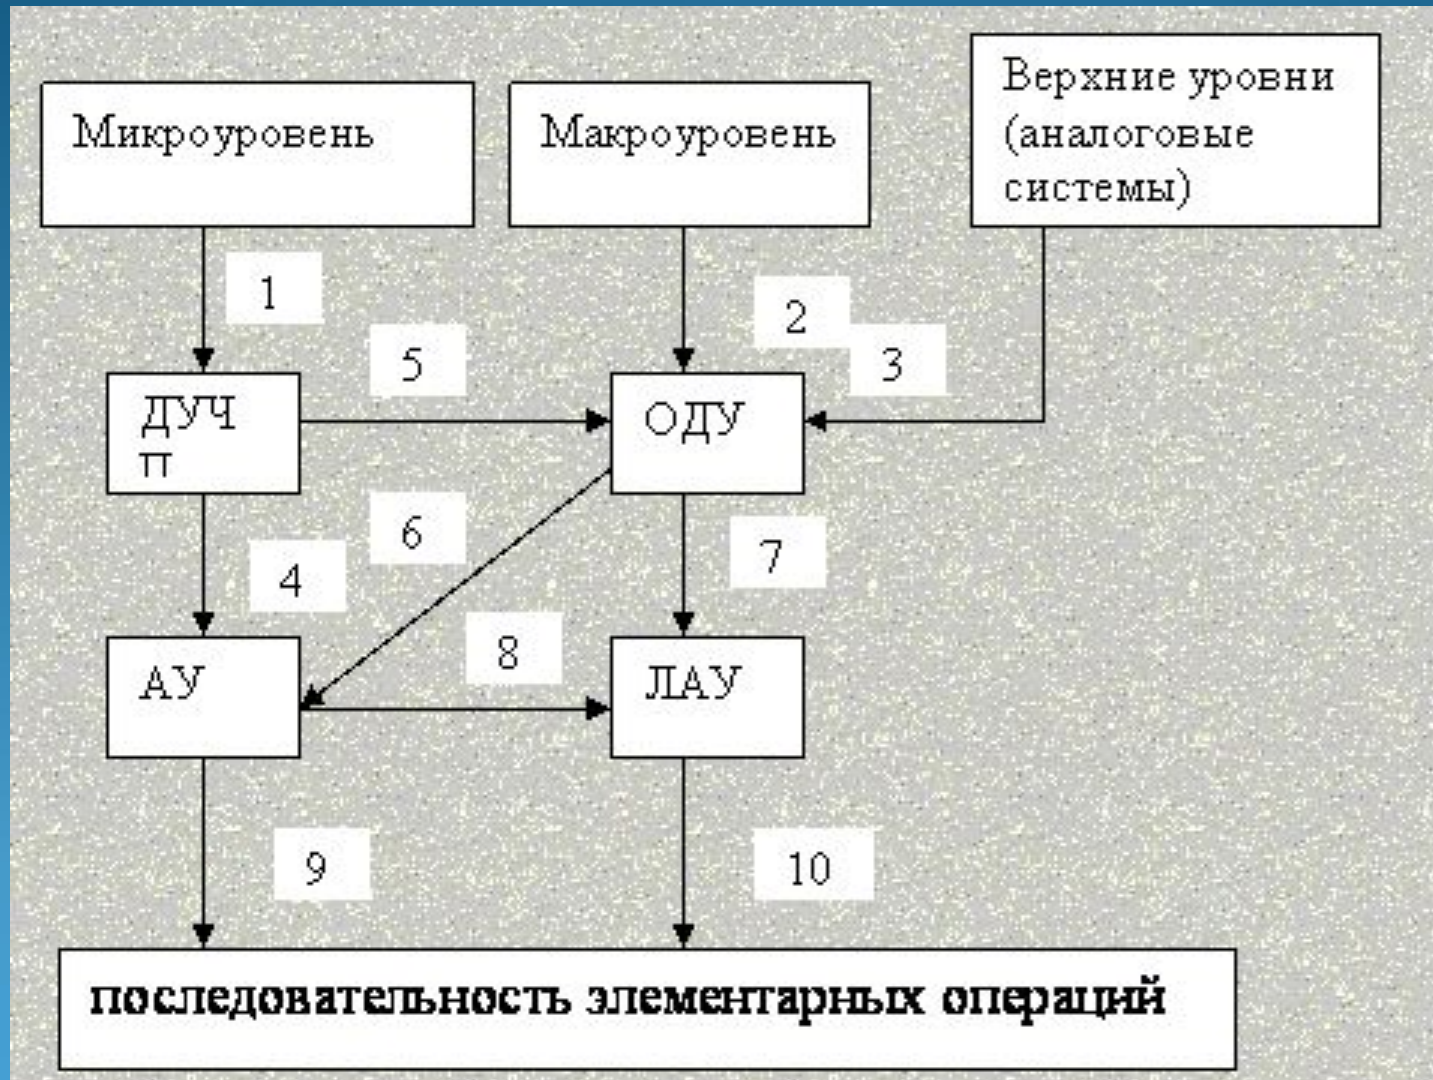 Микроуровень
Макроуровень
Верхние уровни
(аналоговые
системы)
1
2
3
5
ДУЧ
П
ОДУ
6
4
7
8
АУ
ЛАУ
9
10
последовательность элементарных операций